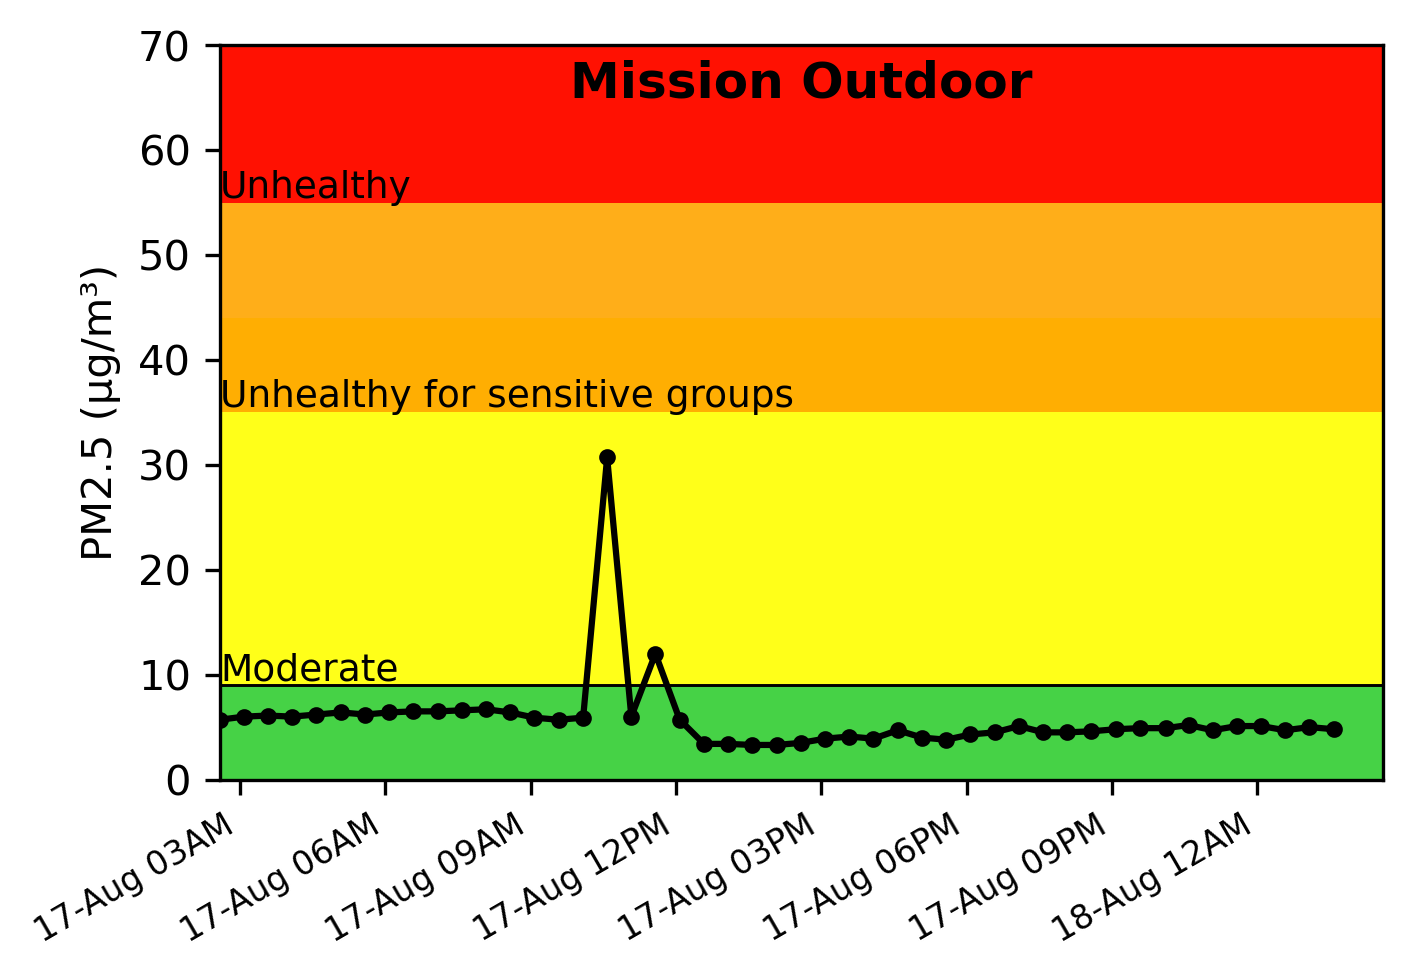 Mission Outdoor
70
60
50
40
30
20
10
0
PM2.5 (µg/m³)
Unhealthy
Unhealthy for sensitive groups
Moderate
17-Aug 03AM
17-Aug 06AM
17-Aug 09AM
17-Aug 12PM
17-Aug 03PM
17-Aug 06PM
17-Aug 09PM
18-Aug 12AM